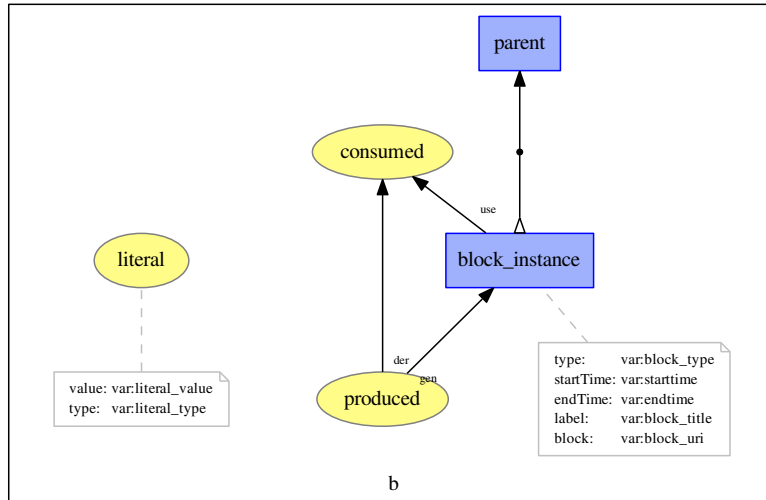 parent
consumed
use
literal
block_instance
value: var:literal_value
type: var:literal_type
der
gen
produced
type: var:block_type
startTime: var:starttime
endTime: var:endtime
label: var:block_title
block: var:block_uri
b